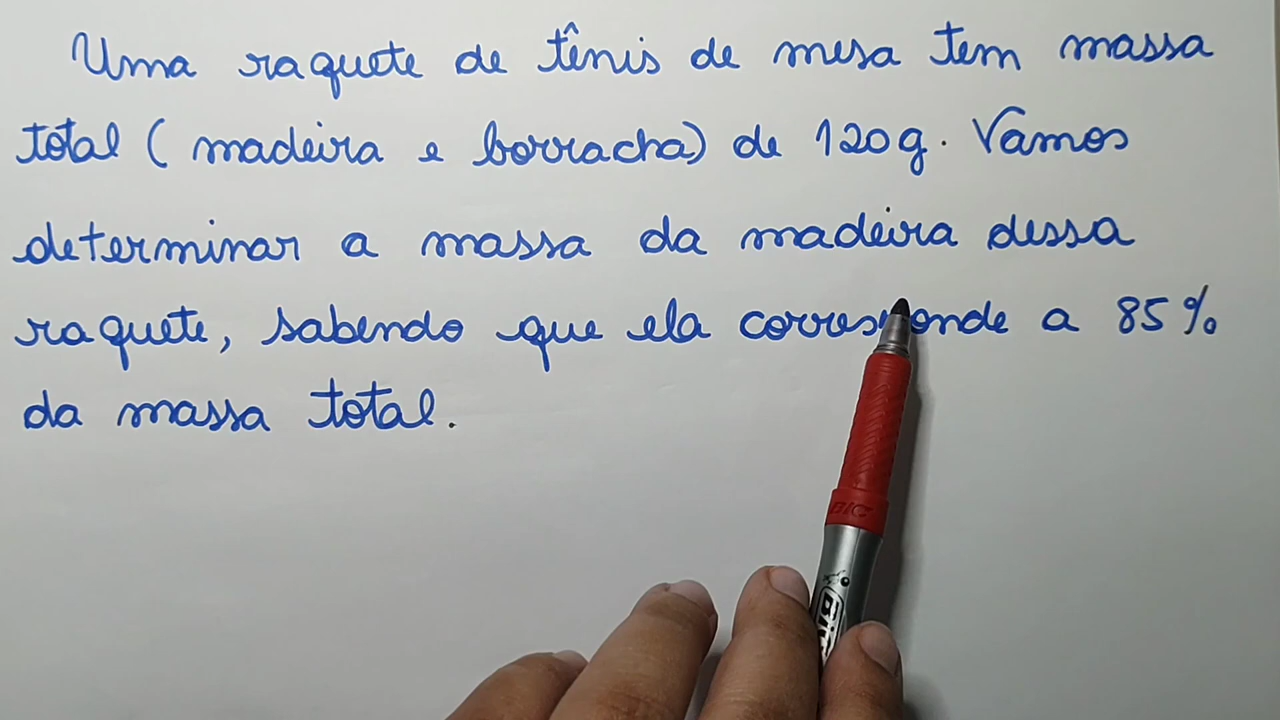 Uma raquete de tênis de mesa tem massa
total (madeira e borracha) de 120g. Vamos
determinar a massa da madeira dessa
raquete, sabendo que ela corresponde a 85%
da massa total.
BIC